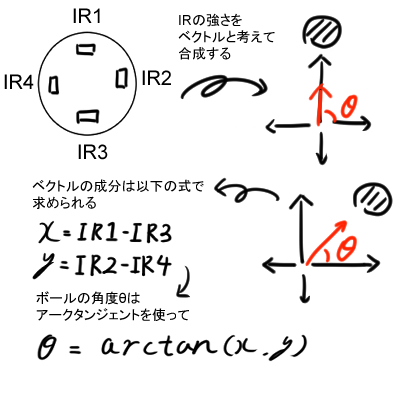 IR1
IR4
IR2
IR3
IRの強さを
ベクトルと考えて
合成する
θ
ベクトルの成分は以下の式で
求められる
x=IR1-IR3
y=IR2-IR4
θ
ボールの角度θは
アークタンジェントを使って
θ = arctan(x.y)